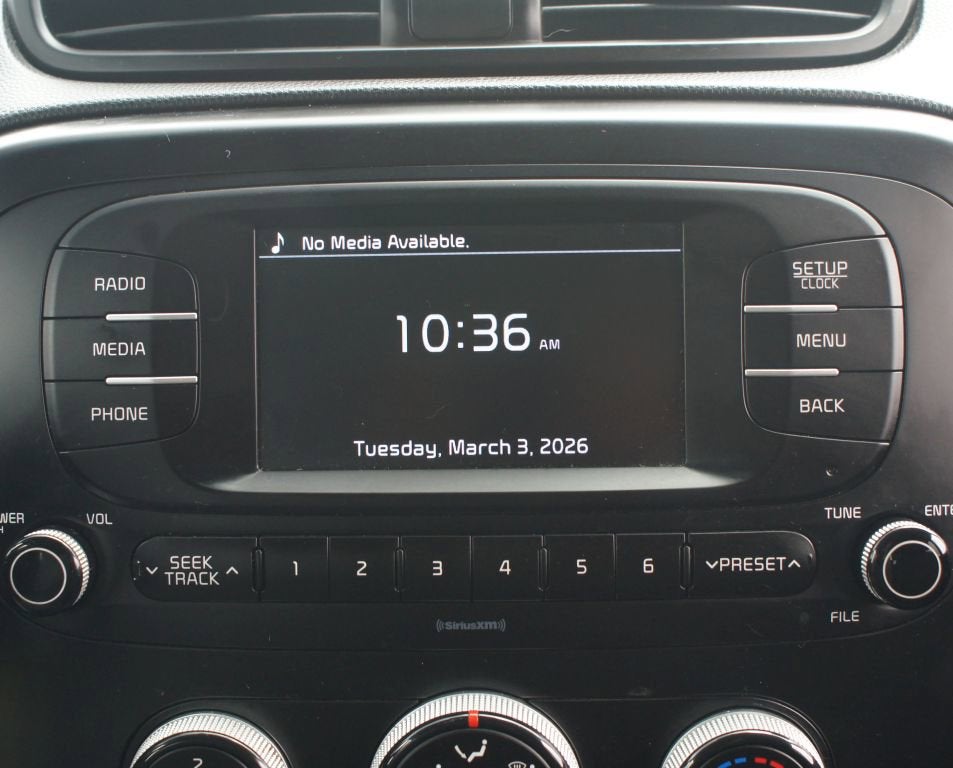 No Media Available.
RADIO
MEDIA
PHONE
10:36 AM
Tuesday, March 3, 2026
SETUP
CLOCK
MENU
BACK
VOL
SEEK
TRACK
1 2 3 4 5 6
PRESET
TUNE
FILE
SiriusXM
2